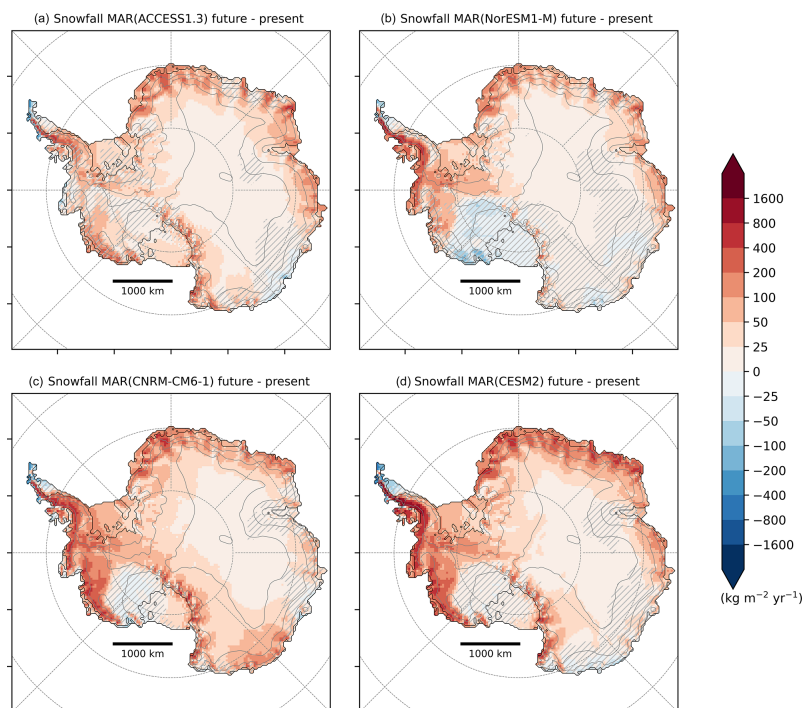 (a) Snowfall MAR(ACCESS1.3) future - present
(b) Snowfall MAR(NorESM1-M) future - present
1000 km
1000 km
(c) Snowfall MAR(CNRM-CM6-1) future - present
(d) Snowfall MAR(CESM2) future - present
1000 km
1000 km
1600
800
400
200
100
50
25
0
−25
−50
−100
−200
−400
−800
−1600
(kg m⁻² yr⁻¹)